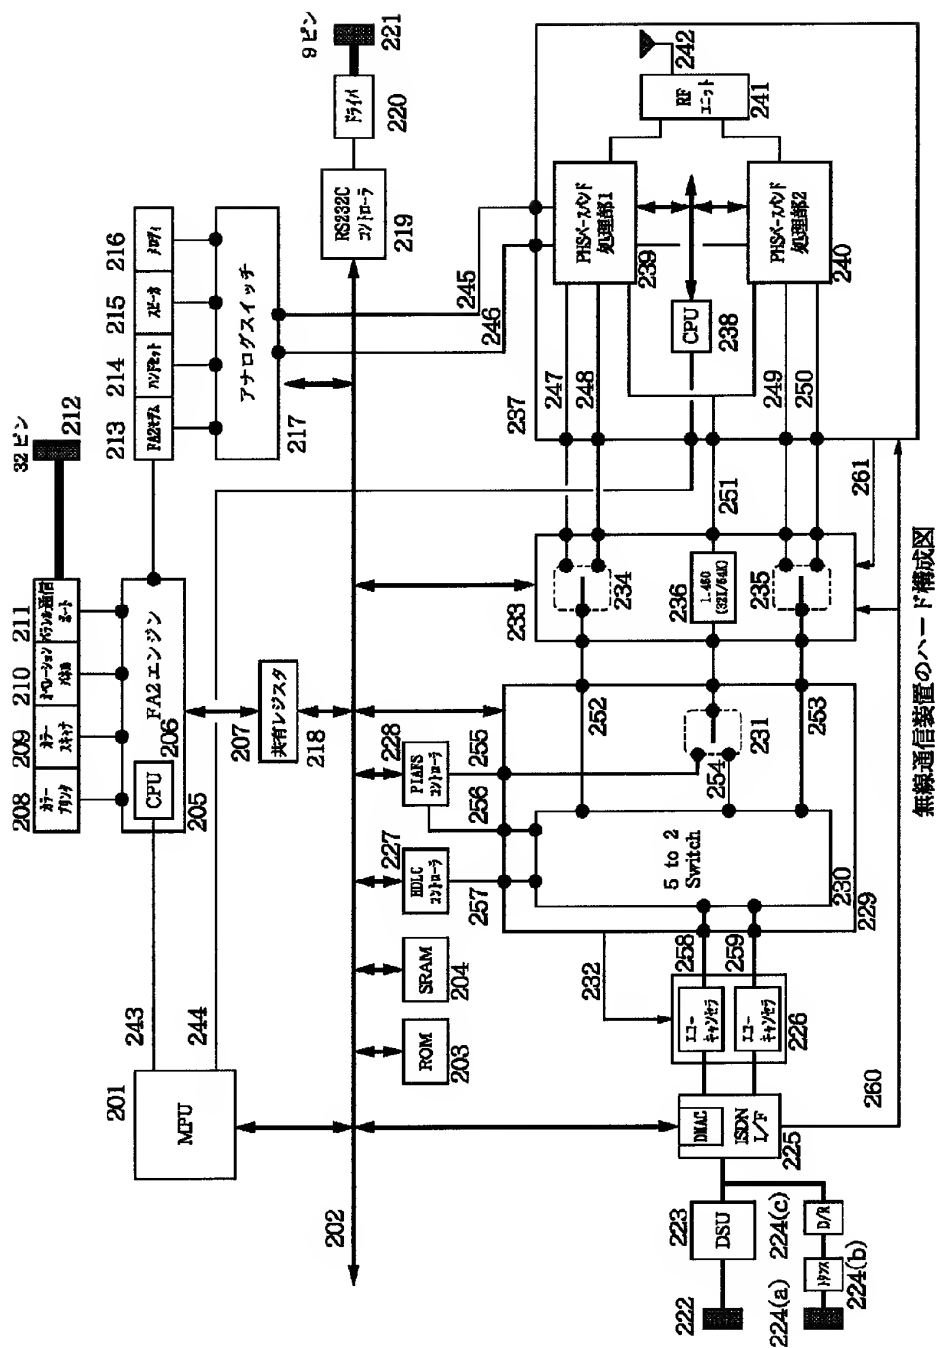 無線通信装置のハード構成図
201
MPU
243
244
202
ROM
203
SRAM
204
208
カラー
プリンタ
209
カラー
スキャナ
210
オペレーション
パネル
211
パラレル通信
ポート
32 ピン
212
CPU
206
FA2エンジン
205
207
共有レジスタ
218
213
FA2モデム
214
ハンドセット
215
スピーカ
216
メロディ
アナログスイッチ
217
RS232C
コントローラ
219
ドライバ
220
9 ピン
221
245
246
222
223
DSU
224(a)
トランス
224(b)
224(c)
D/R
DMAC
ISDN
I/F
225
エコー
キャンセラ
エコー
キャンセラ
226
232
258
259
260
227
HDLC
コントローラ
257
228
PIAFS
コントローラ
256
255
5 to 2
Switch
230
229
254
231
252
253
233
234
236
I.460
(32K/64K)
235
251
261
237
247
248
249
250
CPU
238
PHSベースバンド
処理部1
239
PHSベースバンド
処理部2
240
RF
ユニット
241
242